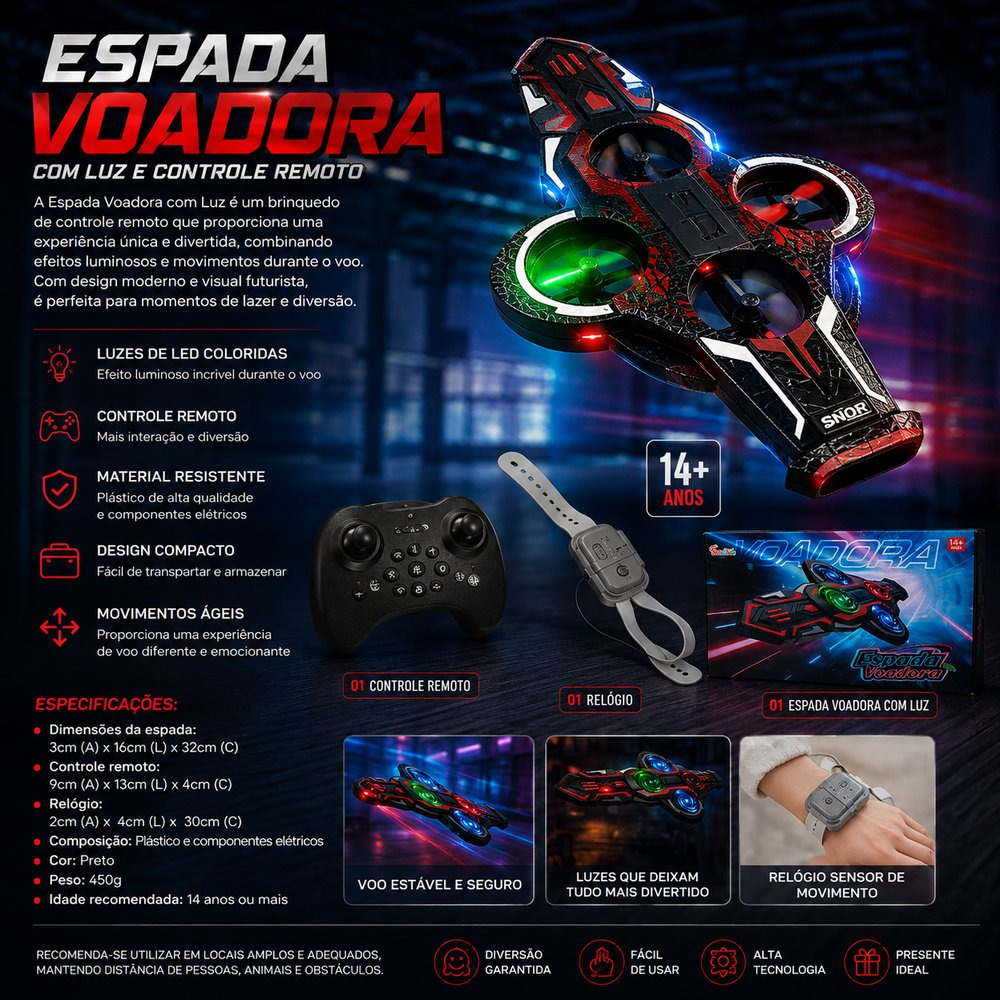 ESPADA
VOADORA
COM LUZ E CONTROLE REMOTO
A Espada Voadora com Luz é um brinquedo
de controle remoto que proporciona uma
experiência única e divertida, combinando
efeitos luminosos e movimentos durante o voo.
Com design moderno e visual futurista,
é perfeita para momentos de lazer e diversão.
LUZES DE LED COLORIDAS
Efeito luminoso incrivel durante o voo
CONTROLE REMOTO
Mais interação e diversão
MATERIAL RESISTENTE
Plástico de alta qualidade
e componentes elétricos
DESIGN COMPACTO
Fácil de transpartar e armazenar
MOVIMENTOS ÁGEIS
Proporciona uma experiência
de voo diferente e emocionante
SNOR
14+
ANOS
VOADORA
14+
Espada
Voadora
01 CONTROLE REMOTO
01 RELÓGIO
01 ESPADA VOADORA COM LUZ
ESPECIFICAÇÕES:
Dimensões da espada:
3cm (A) x 16cm (L) x 32cm (C)
Controle remoto:
9cm (A) x 13cm (L) x 4cm (C)
Relógio:
2cm (A) x 4cm (L) x 30cm (C)
Composição: Plástico e componentes elétricos
Cor: Preto
Peso: 450g
Idade recomendada: 14 anos ou mais
VOO ESTÁVEL E SEGURO
LUZES QUE DEIXAM
TUDO MAIS DIVERTIDO
RELÓGIO SENSOR DE
MOVIMENTO
RECOMENDA-SE UTILIZAR EM LOCAIS AMPLOS E ADEQUADOS,
MANTENDO DISTÂNCIA DE PESSOAS, ANIMAIS E OBSTÁCULOS.
DIVERSÃO
GARANTIDA
FÁCIL
DE USAR
ALTA
TECNOLOGIA
PRESENTE
IDEAL